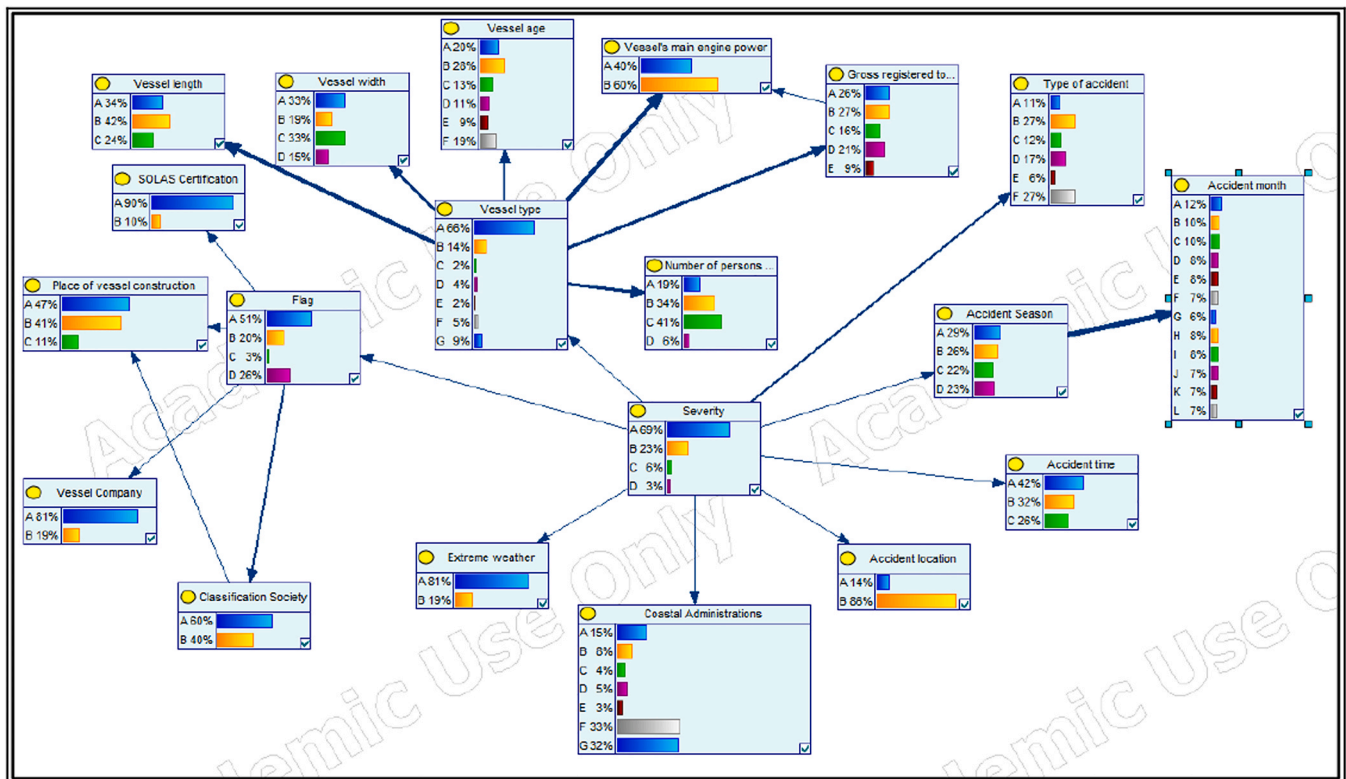 Vessel age
A 20%
B 28%
C 13%
D 11%
E 9%
F 19%
Vessel's main engine power
A 40%
B 60%
Vessel length
A 34%
B 42%
C 24%
Vessel width
A 33%
B 19%
C 33%
D 15%
Gross registered to...
A 26%
B 27%
C 16%
D 21%
E 9%
Type of accident
A 11%
B 27%
C 12%
D 17%
E 6%
F 27%
SOLAS Certification
A 90%
B 10%
Accident month
A 12%
B 10%
C 10%
D 8%
E 8%
F 7%
G 6%
H 8%
I 8%
J 7%
K 7%
L 7%
Vessel type
A 66%
B 14%
C 2%
D 4%
E 2%
F 5%
G 9%
Number of persons ...
A 19%
B 34%
C 41%
D 6%
Place of vessel construction
A 47%
B 41%
C 11%
Flag
A 51%
B 20%
C 3%
D 26%
Accident Season
A 29%
B 26%
C 22%
D 23%
Severity
A 69%
B 23%
C 6%
D 3%
Accident time
A 42%
B 32%
C 26%
Vessel Company
A 81%
B 19%
Extreme weather
A 81%
B 19%
Accident location
A 14%
B 86%
Classification Society
A 60%
B 40%
Coastal Administrations
A 15%
B 8%
C 4%
D 5%
E 3%
F 33%
G 32%